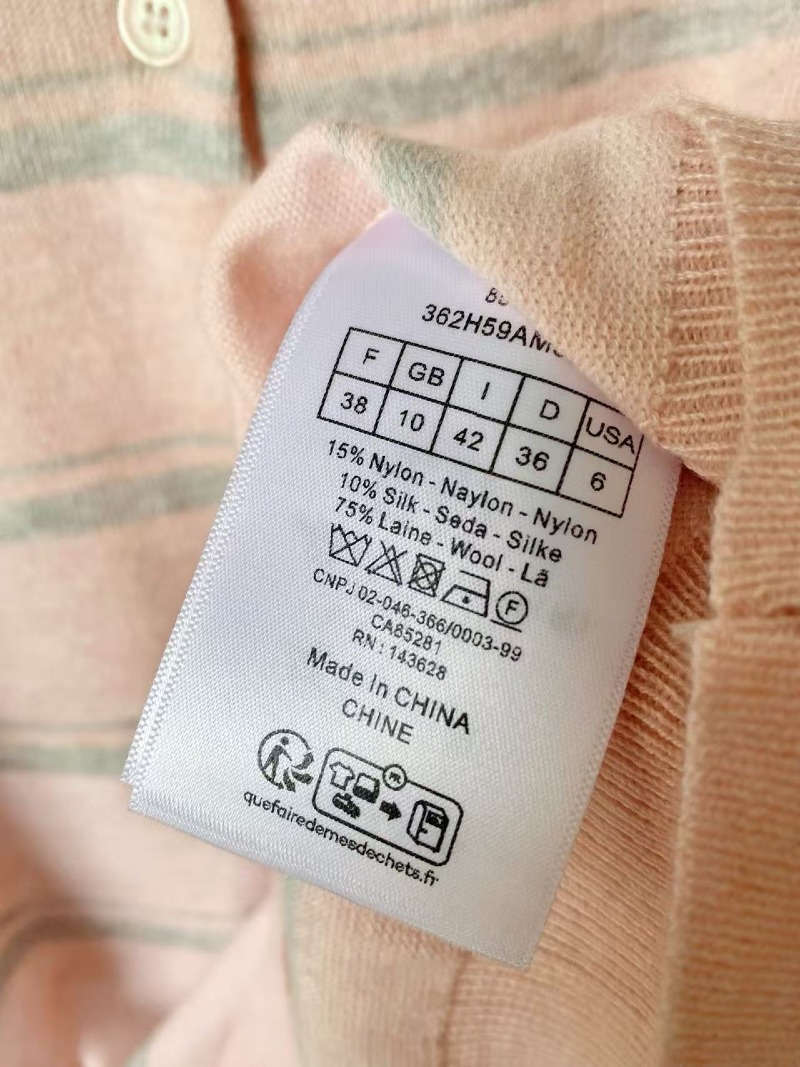 362H59AM
F GB I D USA
38 10 42 36 6
15% Nylon - Naylon - Nylon
10% Silk - Seda - Silke
75% Laine - Wool - Lã
F
CNPJ 02-046-366/0003-99
CA65281
RN : 143628
Made In CHINA
CHINE
quefairedemesdechets.fr